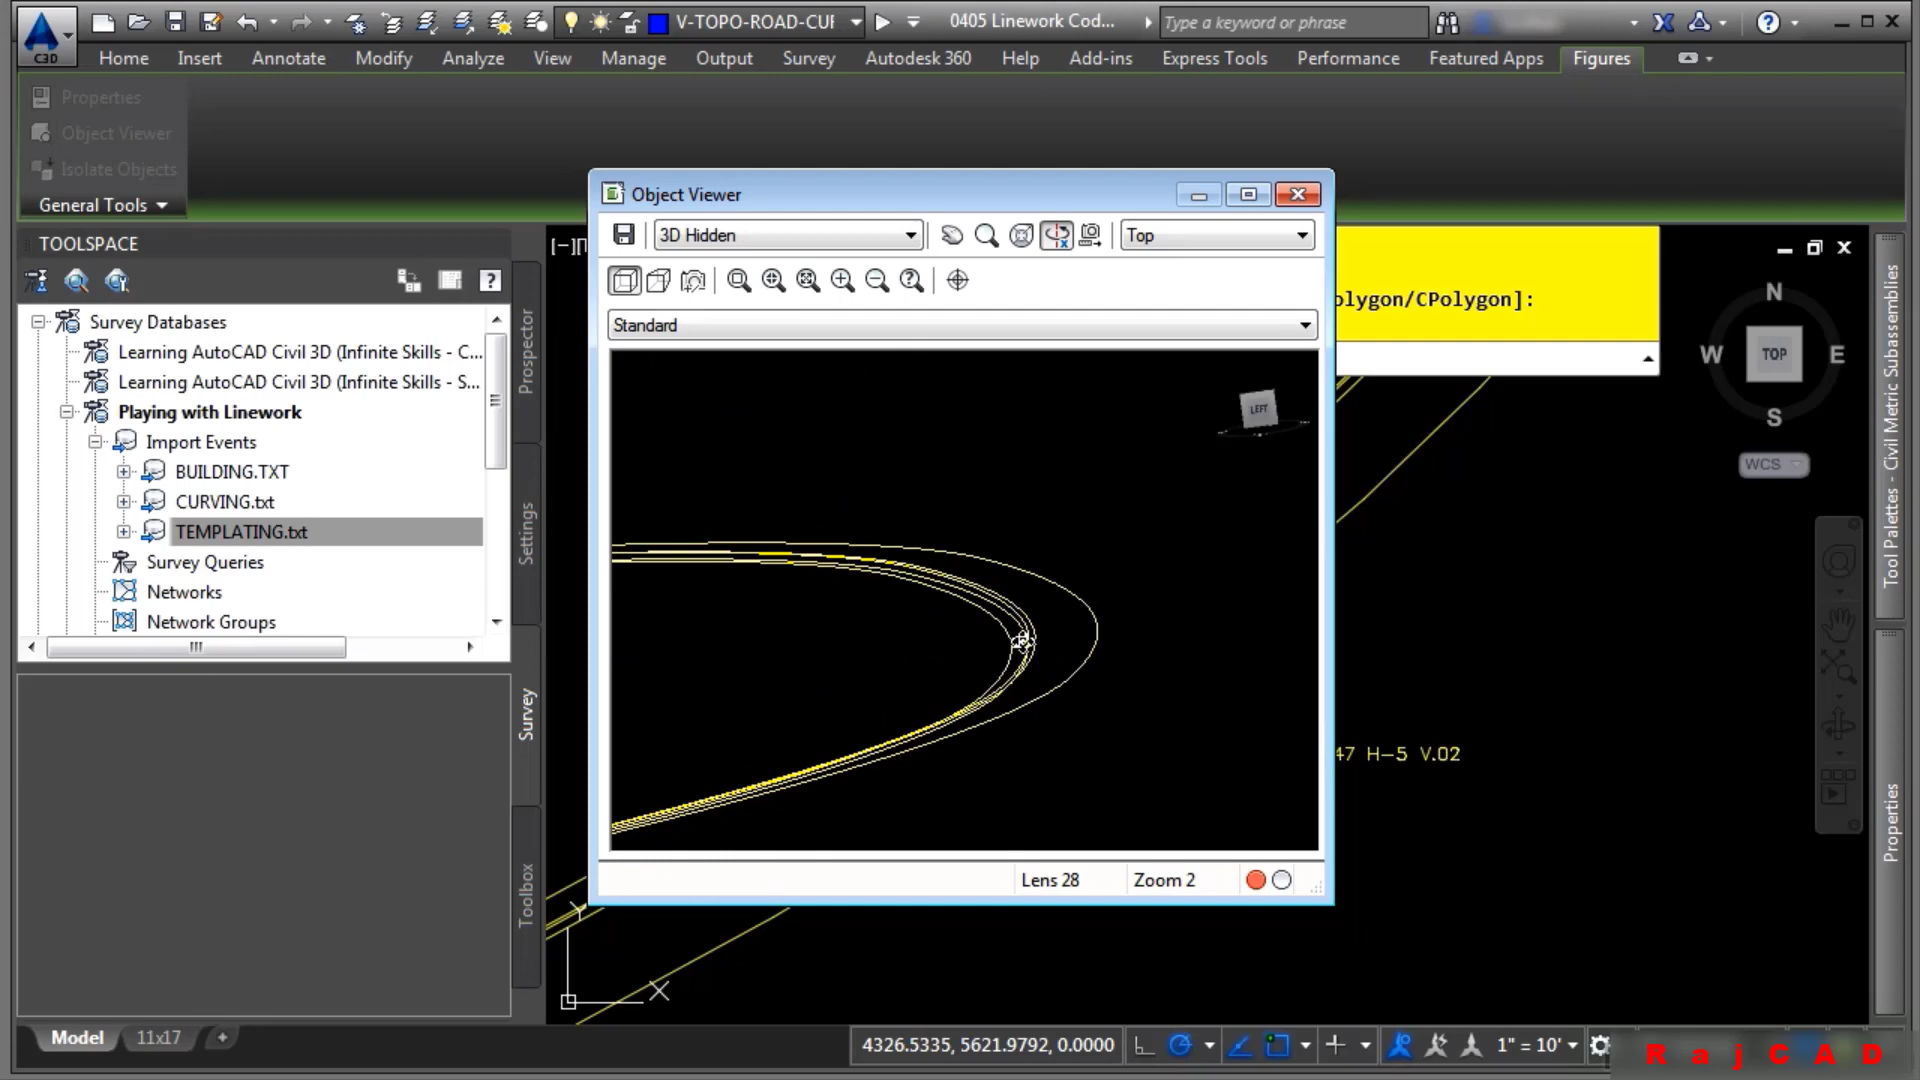 C3D
V-TOPO-ROAD-CUR
0405 Linework Cod...
Type a keyword or phrase
Home
Insert
Annotate
Modify
Analyze
View
Manage
Output
Survey
Autodesk 360
Help
Add-ins
Express Tools
Performance
Featured Apps
Figures
Properties
Object Viewer
Isolate Objects
General Tools
TOOLSPACE
Survey Databases
Learning AutoCAD Civil 3D (Infinite Skills - C...
Learning AutoCAD Civil 3D (Infinite Skills - S...
Playing with Linework
Import Events
BUILDING.TXT
CURVING.txt
TEMPLATING.txt
Survey Queries
Networks
Network Groups
Prospector
Settings
Survey
Toolbox
Object Viewer
3D Hidden
Top
Standard
LEFT
Lens 28
Zoom 2
olygon/CPolygon]:
N
W
TOP
E
S
WCS
47 H-5 V.02
Tool Palettes - Civil Metric Subassemblies
Properties
Y
X
Model
11x17
4326.5335, 5621.9792, 0.0000
1" = 10'
RajCAD